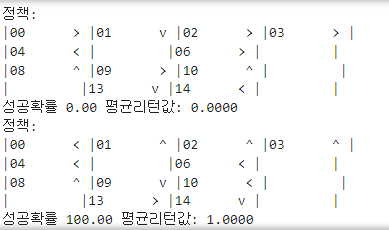 정책:
|00      > |01      v |02      > |03      > |
|04      < |          |06      > |          |
|08      ^ |09      > |10      ^ |          |
|          |13      v |14      < |          |
성공확률 0.00 평균리턴값: 0.0000
정책:
|00      < |01      ^ |02      ^ |03      ^ |
|04      < |          |06      < |          |
|08      ^ |09      v |10      < |          |
|          |13      > |14      v |          |
성공확률 100.00 평균리턴값: 1.0000